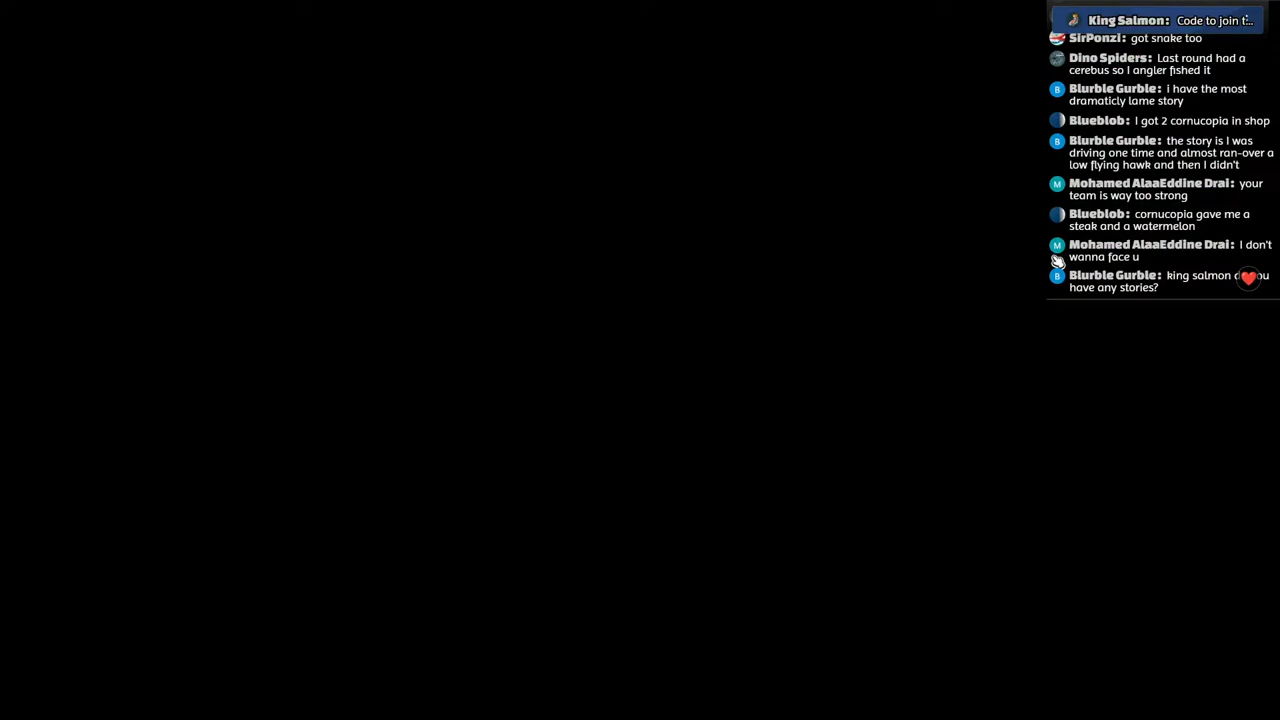 King Salmon: Code to join t...
SirPonzi: got snake too
Dino Spiders: Last round had a
cerebus so I angler fished it
Blurble Gurble: i have the most
dramaticly lame story
Blueblob: I got 2 cornucopia in shop
Blurble Gurble: the story is I was
driving one time and almost ran-over a
low flying hawk and then I didn't
Mohamed AlaaEddine Drai: your
team is way too strong
Blueblob: cornucopia gave me a
steak and a watermelon
Mohamed AlaaEddine Drai: I don't
wanna face u
Blurble Gurble: king salmon
have any stories?